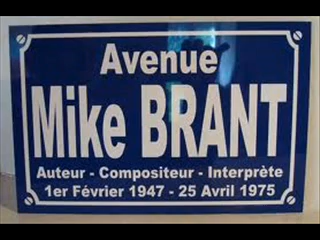 Avenue
Mike BRANT
Auteur - Compositeur - Interprète
1er Février 1947 - 25 Avril 1975